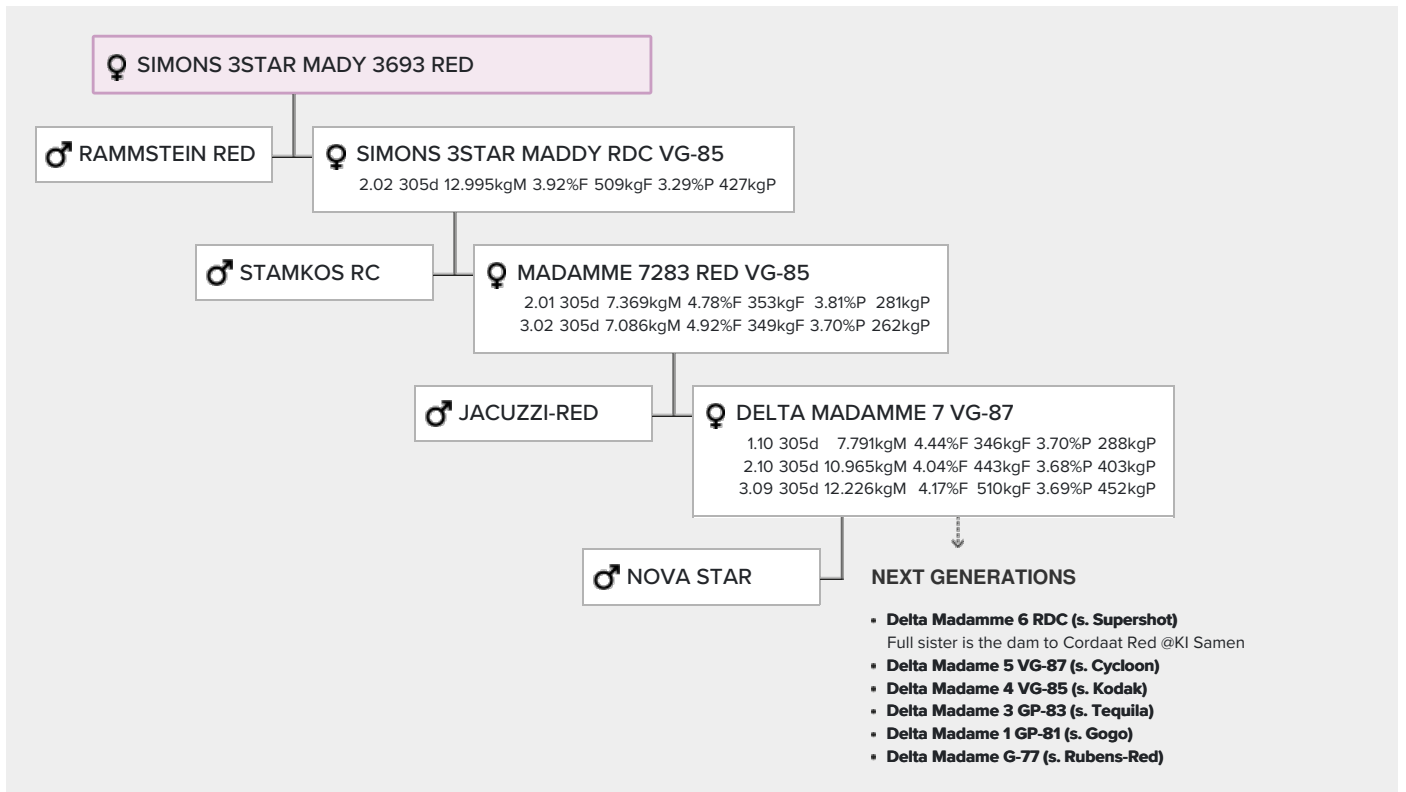 SIMONS 3STAR MADY 3693 RED
RAMMSTEIN RED
SIMONS 3STAR MADDY RDC VG-85
2.02 305d 12.995kgM 3.92%F 509kgF 3.29%P 427kgP
STAMKOS RC
MADAMME 7283 RED VG-85
2.01 305d 7.369kgM 4.78%F 353kgF 3.81%P 281kgP
3.02 305d 7.086kgM 4.92%F 349kgF 3.70%P 262kgP
JACUZZI-RED
DELTA MADAMME 7 VG-87
1.10 305d 7.791kgM 4.44%F 346kgF 3.70%P 288kgP
2.10 305d 10.965kgM 4.04%F 443kgF 3.68%P 403kgP
3.09 305d 12.226kgM 4.17%F 510kgF 3.69%P 452kgP
NOVA STAR
NEXT GENERATIONS
• Delta Madamme 6 RDC (s. Supershot)
Full sister is the dam to Cordaat Red @KI Samen
• Delta Madame 5 VG-87 (s. Cycloon)
• Delta Madame 4 VG-85 (s. Kodak)
• Delta Madame 3 GP-83 (s. Tequila)
• Delta Madame 1 GP-81 (s. Gogo)
• Delta Madame G-77 (s. Rubens-Red)